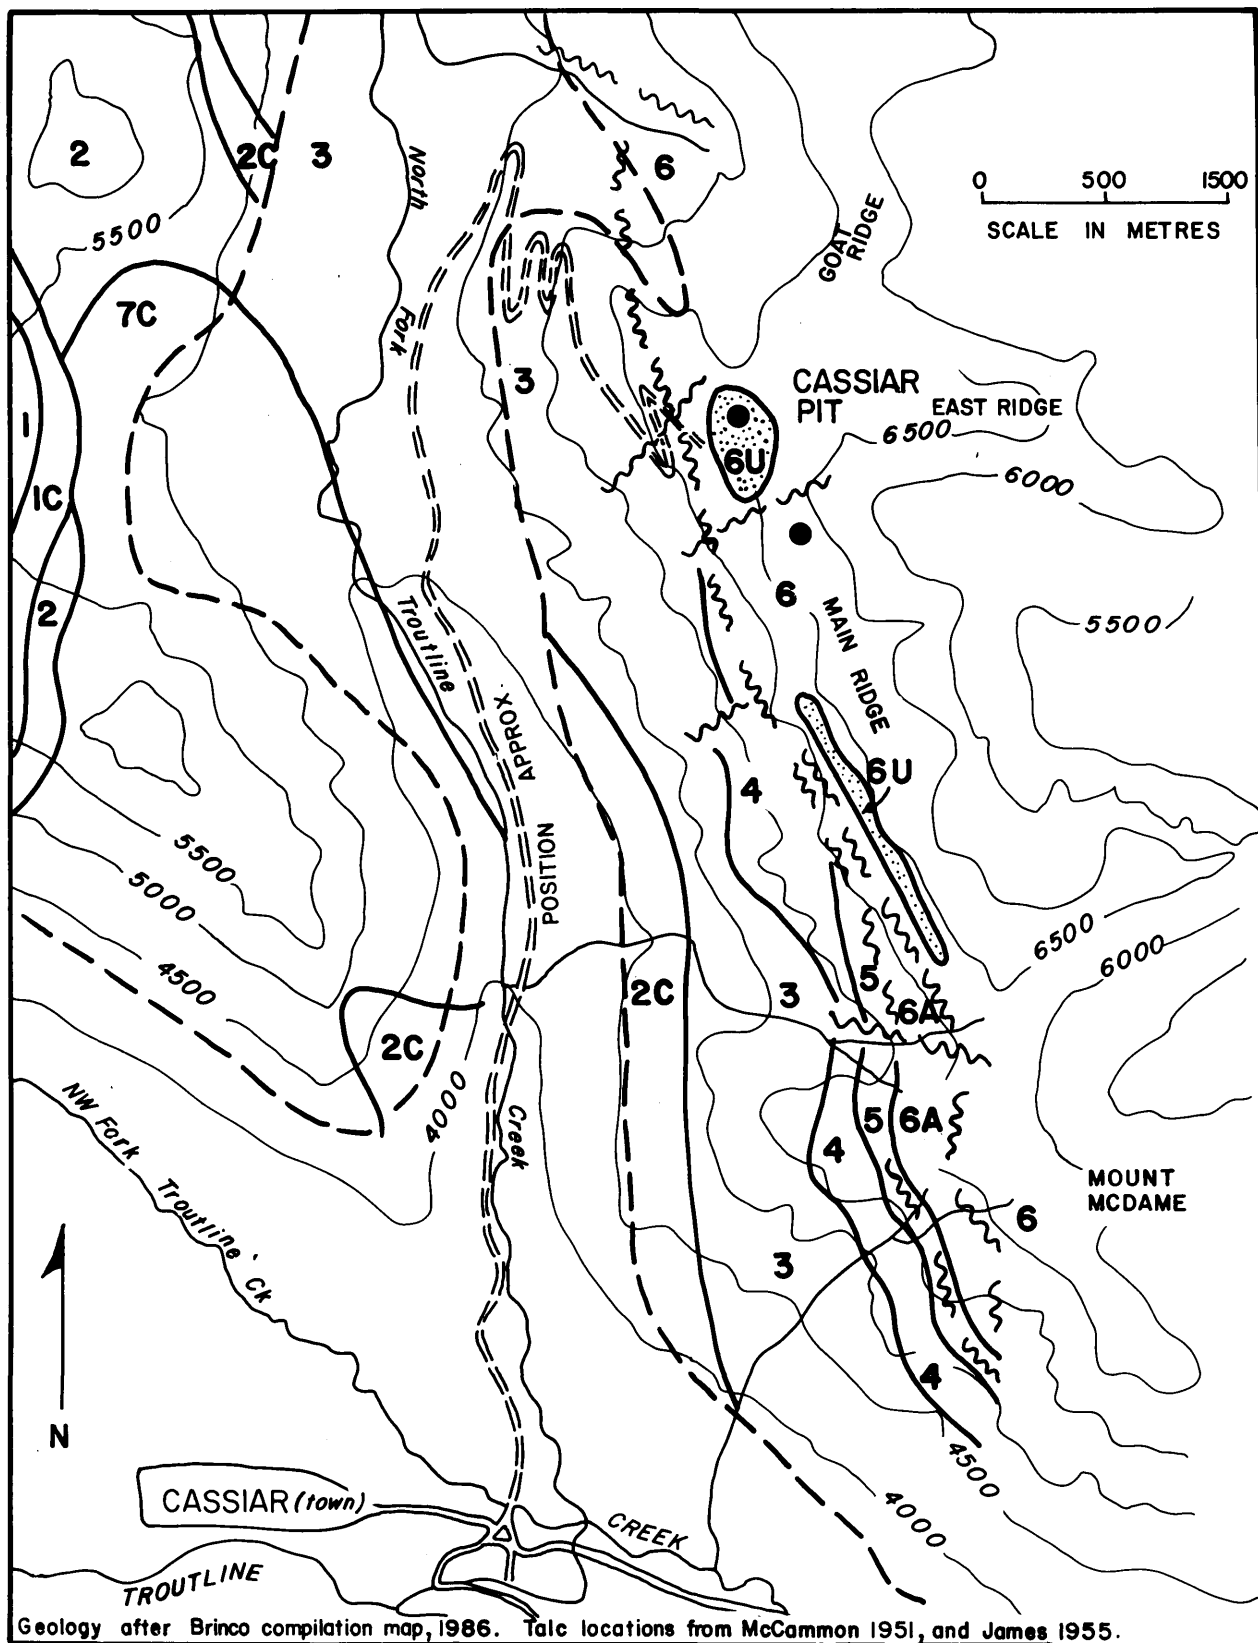 2
2C
3
North
6
0 500 1500
SCALE IN METRES
5500
GOAT
RIDGE
7C
Fork
3
CASSIAR
PIT
EAST RIDGE
1
6500
6U
6000
1C
2
Troutline
6
MAIN RIDGE
5500
APPROX
POSITION
6U
4
5500
5000
4500
6500
6000
2C
3
5
6A
2C
4000
Creek
5
6A
4
NW Fork Troutline Ck
MOUNT
MCDAME
6
3
N
4
4500
CASSIAR (town)
4000
CREEK
TROUTLINE
Geology after Brinco compilation map, 1986. Talc locations from McCammon 1951, and James 1955.